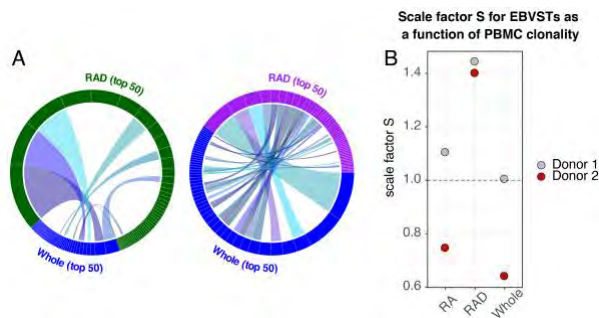 Scale factor S for EBVSTs as
a function of PBMC clonality
A
RAD (top 50)
Whole (top 50)
RAD (top 50)
Whole (top 50)
B
scale factor S
1.4
1.2
1.0
0.8
0.6
RA
RAD
Whole
Donor 1
Donor 2